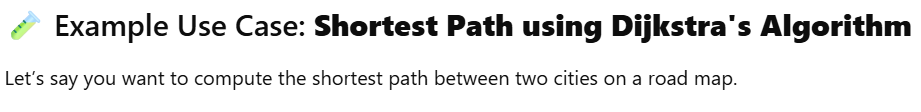 Example Use Case: Shortest Path using Dijkstra's Algorithm
Let’s say you want to compute the shortest path between two cities on a road map.